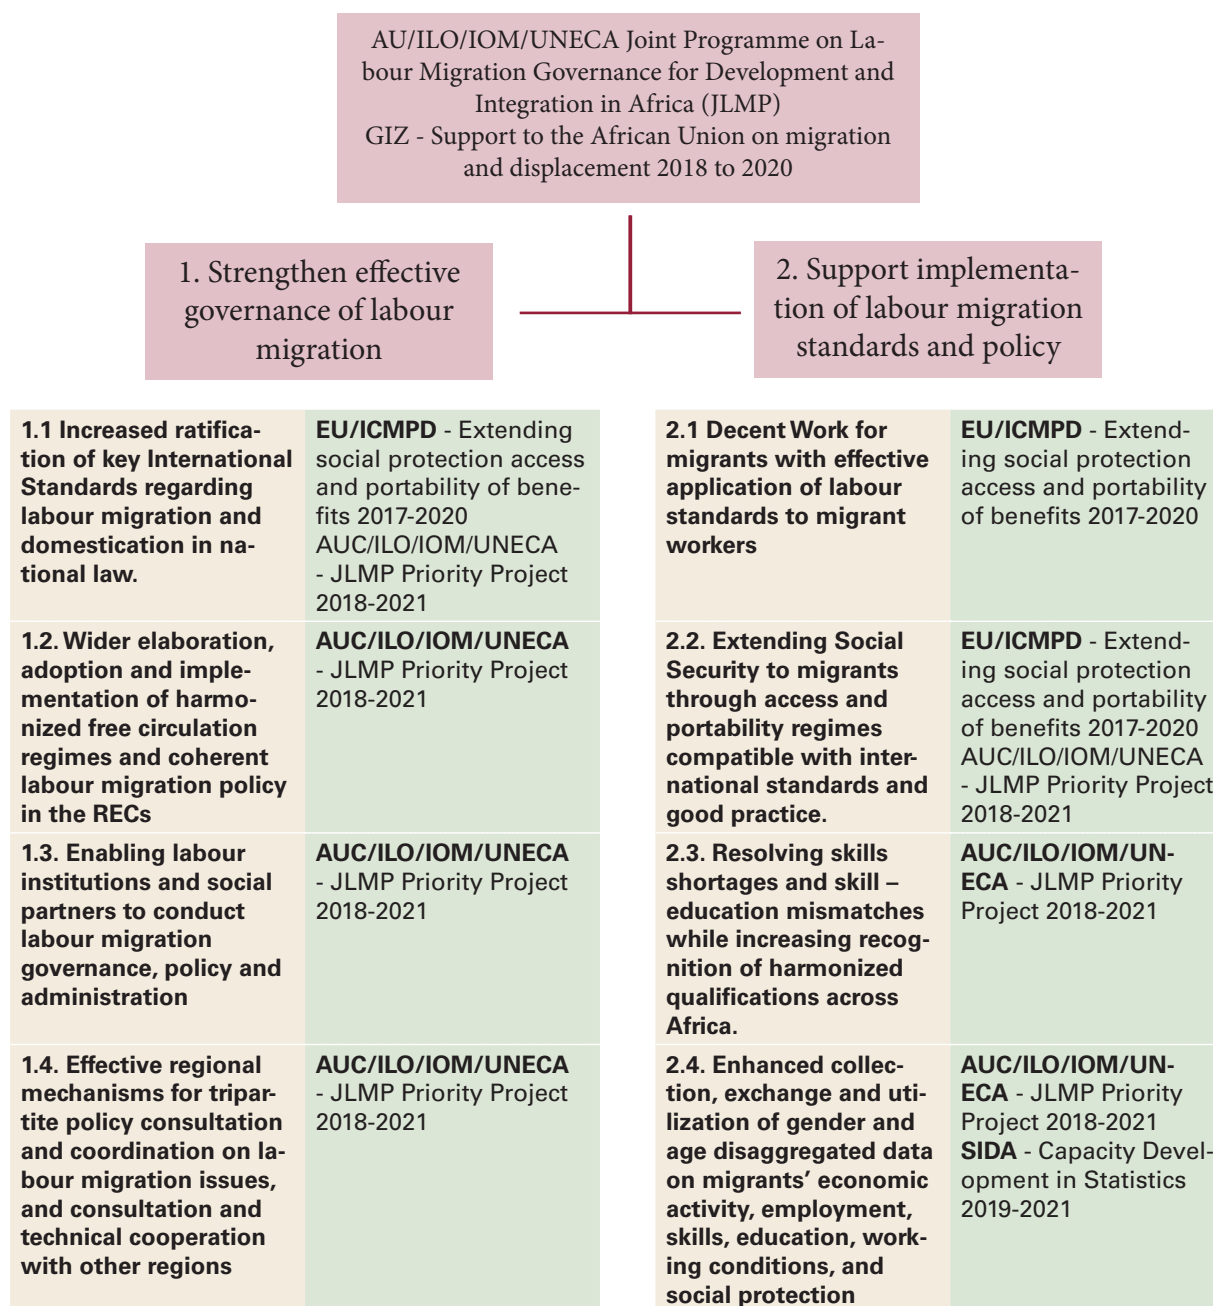 AU/ILO/IOM/UNECA Joint Programme on La-
bour Migration Governance for Development and
Integration in Africa (JLMP)
GIZ - Support to the African Union on migration
and displacement 2018 to 2020
1. Strengthen effective
governance of labour
migration
2. Support implementa-
tion of labour migration
standards and policy
1.1 Increased ratifica-
tion of key International
Standards regarding
labour migration and
domestication in na-
tional law.
EU/ICMPD - Extending
social protection access
and portability of bene-
fits 2017-2020
AUC/ILO/IOM/UNECA
- JLMP Priority Project
2018-2021
1.2. Wider elaboration,
adoption and imple-
mentation of harmo-
nized free circulation
regimes and coherent
labour migration policy
in the RECs
AUC/ILO/IOM/UNECA
- JLMP Priority Project
2018-2021
1.3. Enabling labour
institutions and social
partners to conduct
labour migration
governance, policy and
administration
AUC/ILO/IOM/UNECA
- JLMP Priority Project
2018-2021
1.4. Effective regional
mechanisms for tripar-
tite policy consultation
and coordination on la-
bour migration issues,
and consultation and
technical cooperation
with other regions
AUC/ILO/IOM/UNECA
- JLMP Priority Project
2018-2021
2.1 Decent Work for
migrants with effective
application of labour
standards to migrant
workers
EU/ICMPD - Extend-
ing social protection
access and portability
of benefits 2017-2020
2.2. Extending Social
Security to migrants
through access and
portability regimes
compatible with inter-
national standards and
good practice.
EU/ICMPD - Extend-
ing social protection
access and portability
of benefits 2017-2020
AUC/ILO/IOM/UNECA
- JLMP Priority Project
2018-2021
2.3. Resolving skills
shortages and skill –
education mismatches
while increasing recog-
nition of harmonized
qualifications across
Africa.
AUC/ILO/IOM/UN-
ECA - JLMP Priority
Project 2018-2021
2.4. Enhanced collec-
tion, exchange and uti-
lization of gender and
age disaggregated data
on migrants’ economic
activity, employment,
skills, education, work-
ing conditions, and
social protection
AUC/ILO/IOM/UN-
ECA - JLMP Priority
Project 2018-2021
SIDA - Capacity Devel-
opment in Statistics
2019-2021